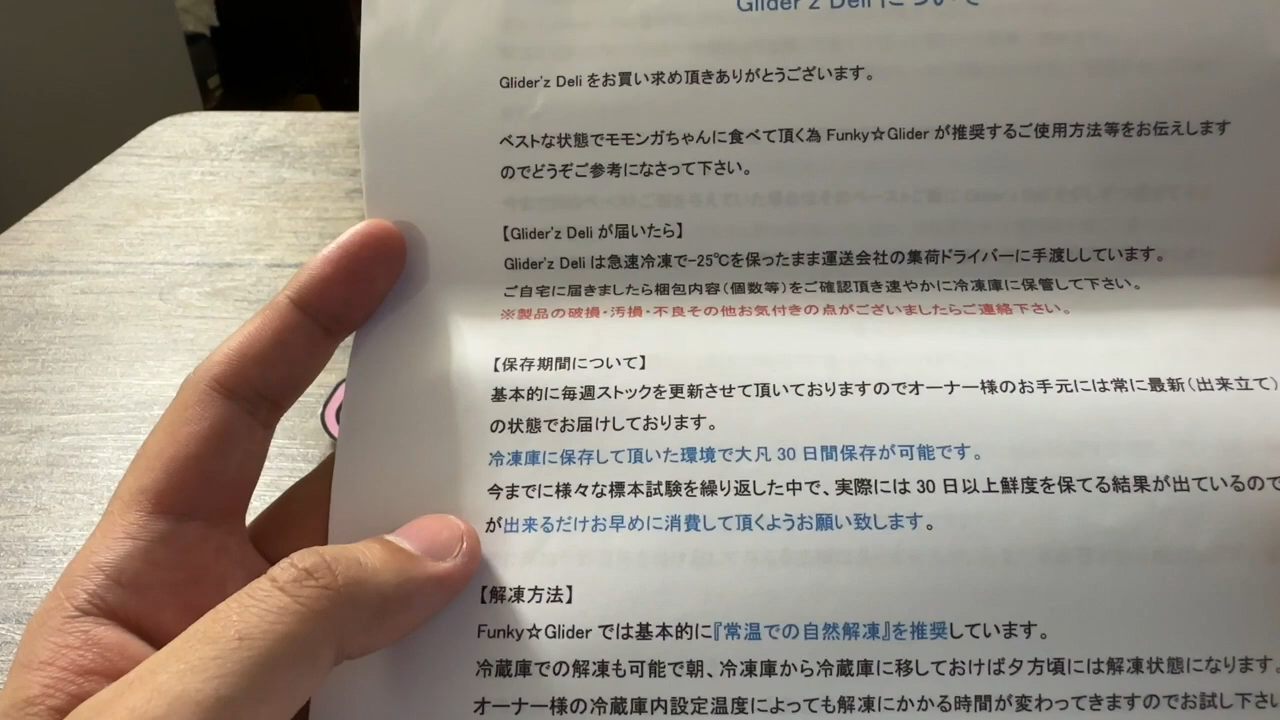 Glider'z Deli について
Glider'z Deli をお買い求め頂きありがとうございます。
ベストな状態でモモンガちゃんに食べて頂く為 Funky☆Glider が推奨するご使用方法等をお伝えします
のでどうぞご参考になさって下さい。
【Glider'z Deli が届いたら】
Glider'z Deli は急速冷凍で-25℃を保ったまま運送会社の集荷ドライバーに手渡ししています。
ご自宅に届きましたら梱包内容(個数等)をご確認頂き速やかに冷凍庫に保管して下さい。
※製品の破損・汚損・不良その他お気付きの点がございましたらご連絡下さい。
【保存期間について】
基本的に毎週ストックを更新させて頂いておりますのでオーナー様のお手元には常に最新(出来立て)
の状態でお届けしております。
冷凍庫に保存して頂いた環境で大凡 30 日間保存が可能です。
今までに様々な標本試験を繰り返した中で、実際には 30 日以上鮮度を保てる結果が出ているので
が出来るだけお早めに消費して頂くようお願い致します。
【解凍方法】
Funky☆Glider では基本的に『常温での自然解凍』を推奨しています。
冷蔵庫での解凍も可能で朝、冷凍庫から冷蔵庫に移しておけば夕方頃には解凍状態になります。
オーナー様の冷蔵庫内設定温度によっても解凍にかかる時間が変わってきますのでお試し下さい